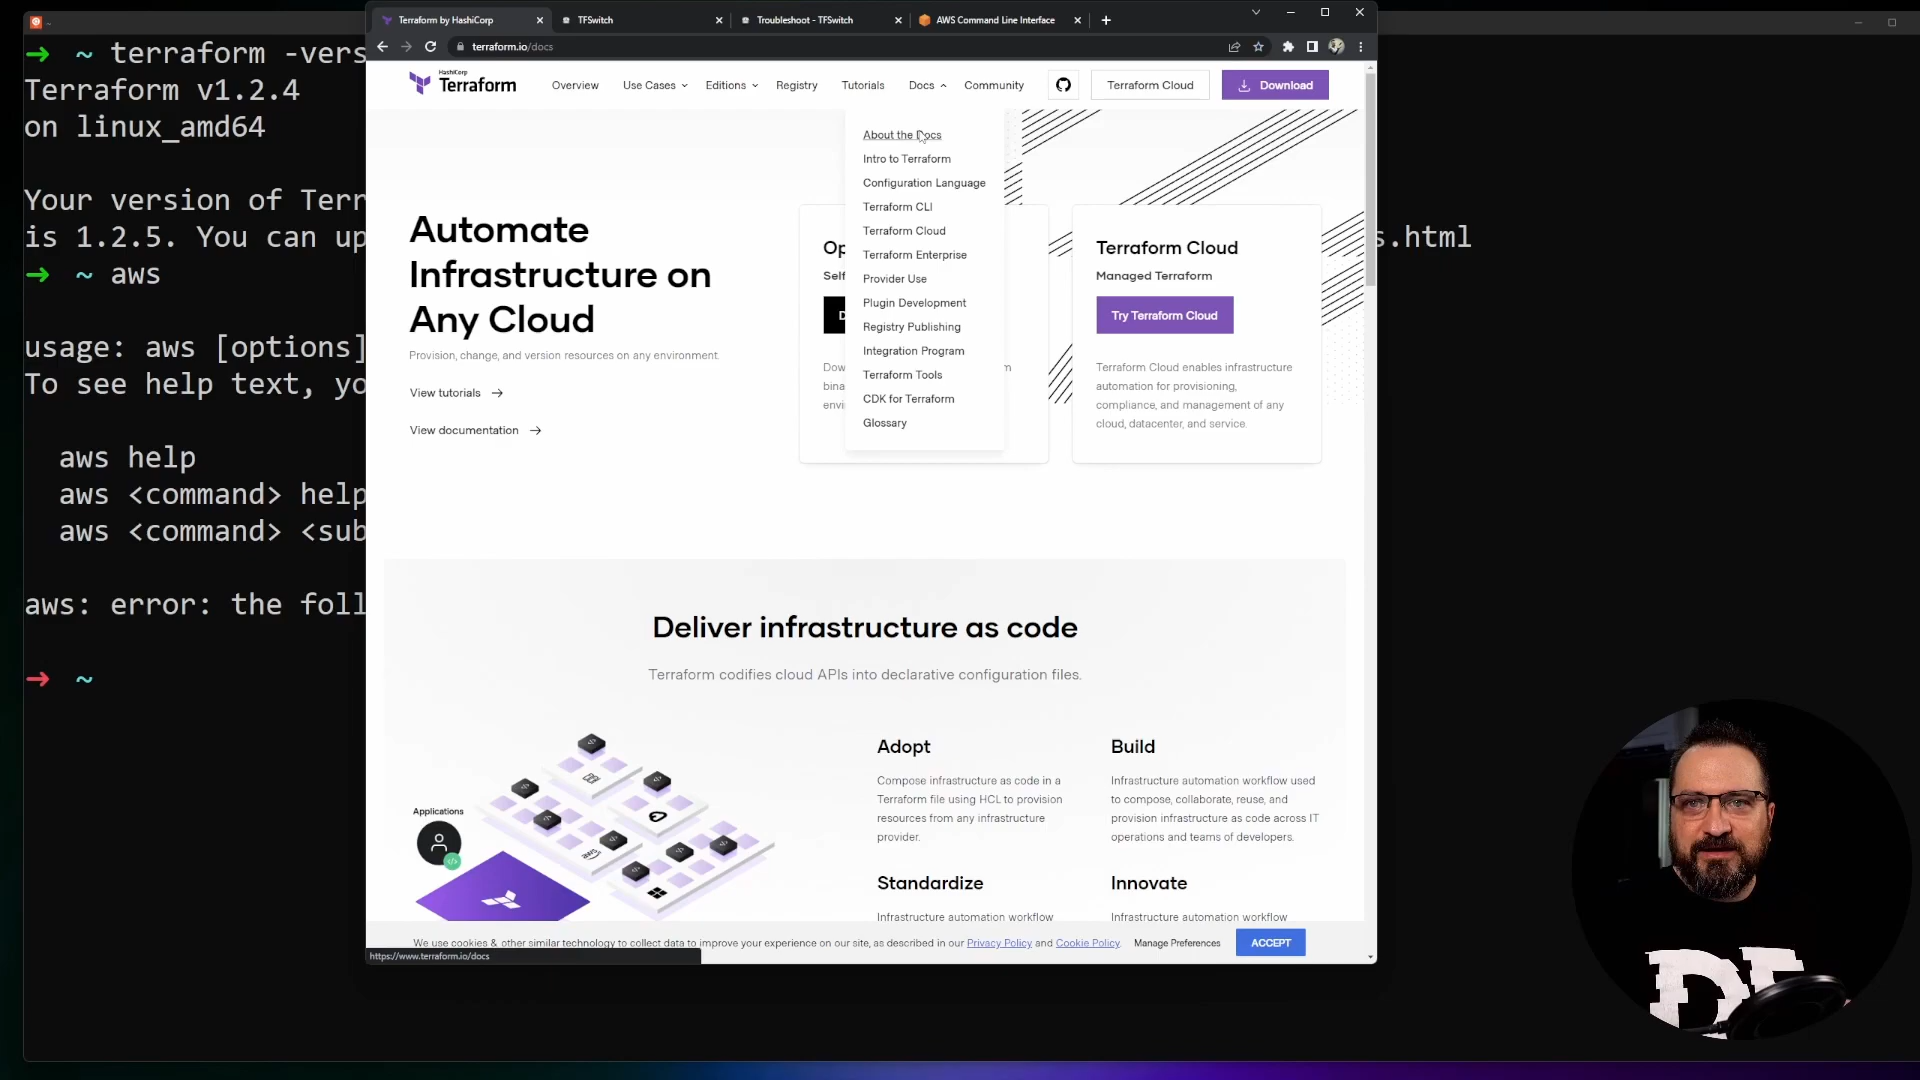 ~
➜ ~ terraform -vers
Terraform v1.2.4
on linux_amd64
Your version of Terr
is 1.2.5. You can up
s.html
➜ ~ aws
usage: aws [options]
To see help text, yo
aws help
aws <command> help
aws <command> <sub
aws: error: the foll
➜ ~
Terraform by HashiCorp
TFSwitch
Troubleshoot - TFSwitch
AWS Command Line Interface
terraform.io/docs
HashiCorp
Terraform
Overview
Use Cases
Editions
Registry
Tutorials
Docs
Community
Terraform Cloud
Download
About the Docs
Intro to Terraform
Configuration Language
Terraform CLI
Terraform Cloud
Terraform Enterprise
Provider Use
Plugin Development
Registry Publishing
Integration Program
Terraform Tools
CDK for Terraform
Glossary
Automate
Infrastructure on
Any Cloud
Provision, change, and version resources on any environment.
View tutorials →
View documentation →
Op
Self
D
Dow
m
bina
envi
Terraform Cloud
Managed Terraform
Try Terraform Cloud
Terraform Cloud enables infrastructure
automation for provisioning,
compliance, and management of any
cloud, datacenter, and service.
Deliver infrastructure as code
Terraform codifies cloud APIs into declarative configuration files.
Applications
aws
Adopt
Compose infrastructure as code in a
Terraform file using HCL to provision
resources from any infrastructure
provider.
Build
Infrastructure automation workflow used
to compose, collaborate, reuse, and
provision infrastructure as code across IT
operations and teams of developers.
Standardize
Infrastructure automation workflow
Innovate
Infrastructure automation workflow
We use cookies & other similar technology to collect data to improve your experience on our site, as described in our Privacy Policy and Cookie Policy.
Manage Preferences
ACCEPT
https://www.terraform.io/docs